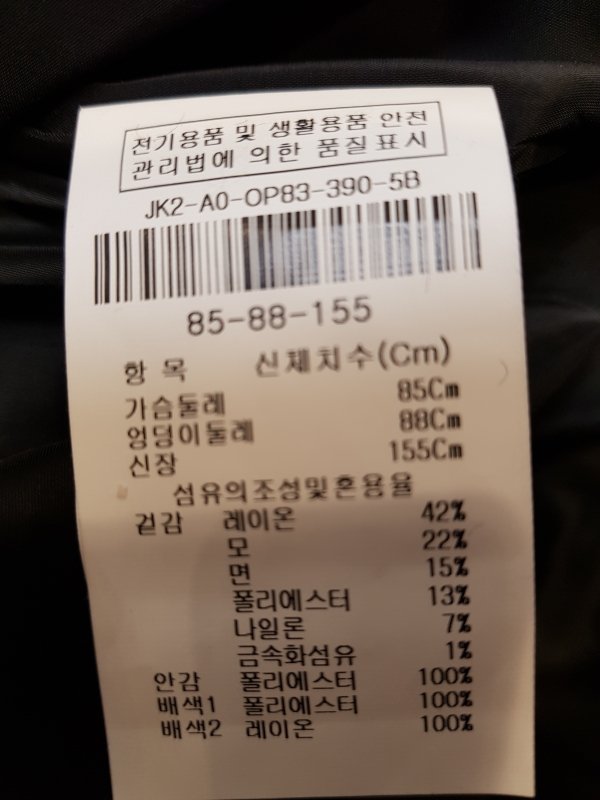 전기용품 및 생활용품 안전
관리법에 의한 품질표시
JK2-A0-OP83-390-5B
85-88-155
항 목 신체치수(Cm)
가슴둘레 85Cm
엉덩이둘레 88Cm
신장 155Cm
섬유의조성및혼용율
겉감 레이온 42%
모 22%
면 15%
폴리에스터 13%
나일론 7%
금속화섬유 1%
안감 폴리에스터 100%
배색1 폴리에스터 100%
배색2 레이온 100%